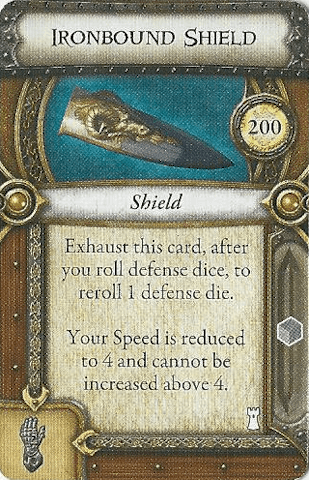 IRONBOUND SHIELD
200
Shield
Exhaust this card, after
you roll defense dice, to
reroll 1 defense die.
Your Speed is reduced
to 4 and cannot be
increased above 4.